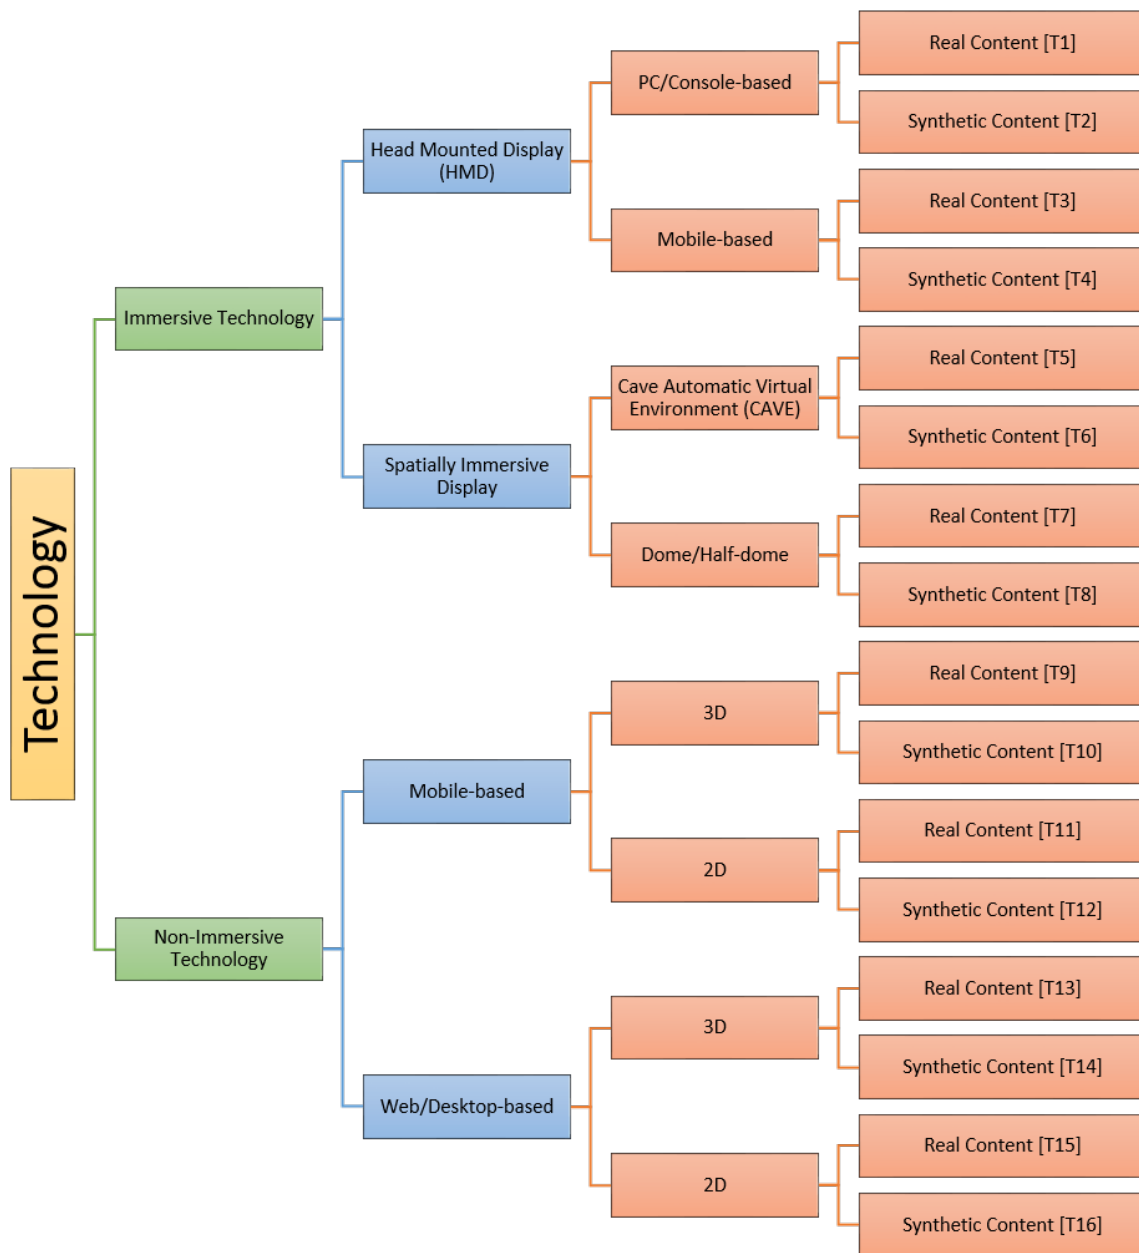 Technology
Immersive Technology
Head Mounted Display
(HMD)
PC/Console-based
Real Content [T1]
Synthetic Content [T2]
Mobile-based
Real Content [T3]
Synthetic Content [T4]
Spatially Immersive
Display
Cave Automatic Virtual
Environment (CAVE)
Real Content [T5]
Synthetic Content [T6]
Dome/Half-dome
Real Content [T7]
Synthetic Content [T8]
Non-Immersive
Technology
Mobile-based
3D
Real Content [T9]
Synthetic Content [T10]
2D
Real Content [T11]
Synthetic Content [T12]
Web/Desktop-based
3D
Real Content [T13]
Synthetic Content [T14]
2D
Real Content [T15]
Synthetic Content [T16]